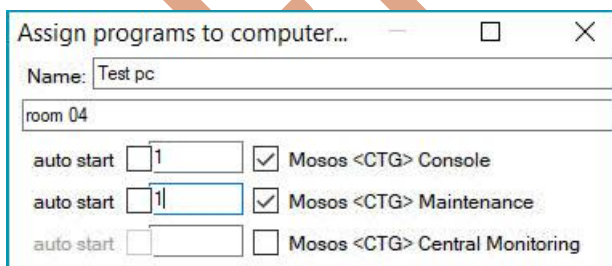 Assign programs to computer...
Name: Test pc
room 04
auto start 1 Mosos <CTG> Console
auto start 1 Mosos <CTG> Maintenance
auto start Mosos <CTG> Central Monitoring